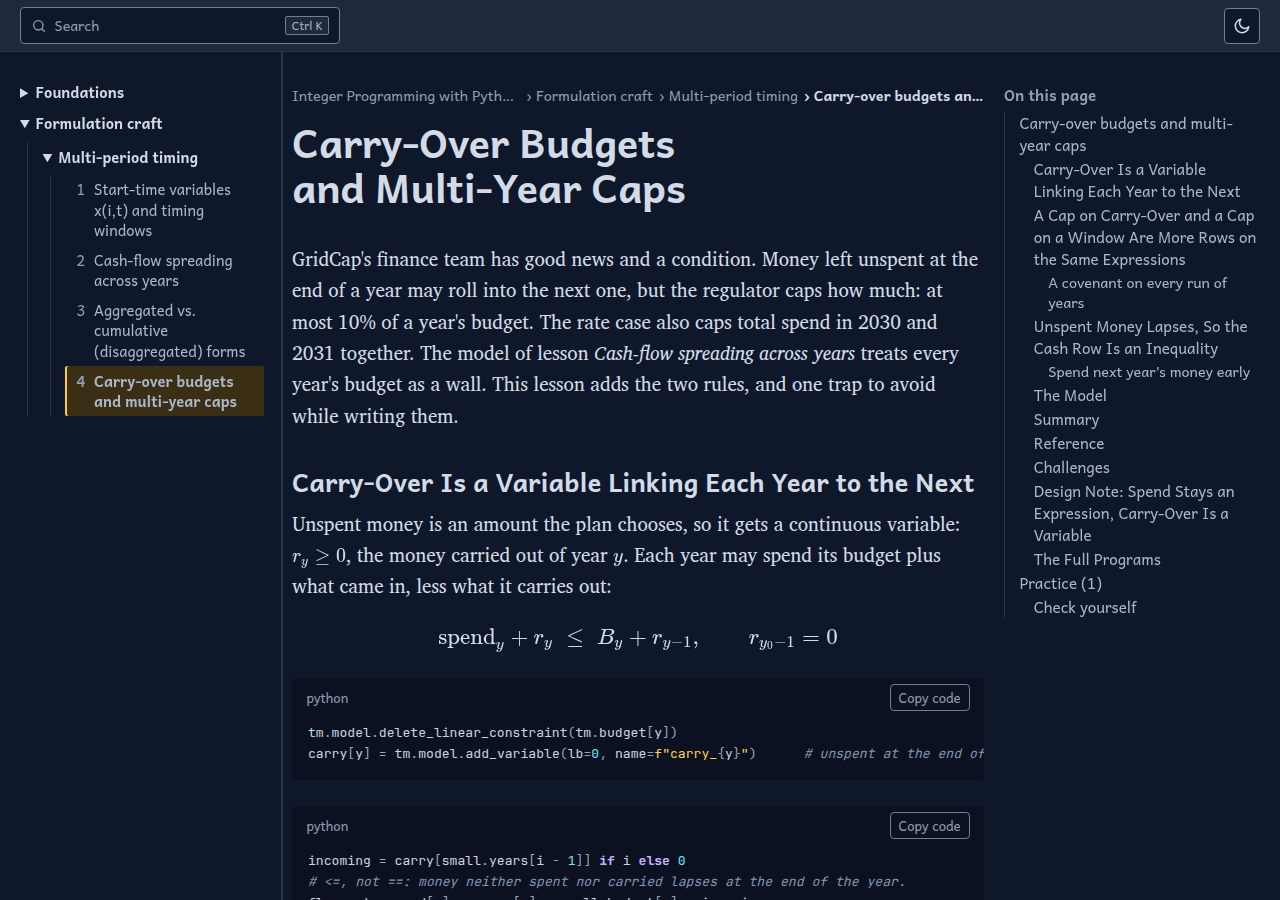 Search
Ctrl K
Foundations
Formulation craft
Multi-period timing
1 Start-time variables
x(i,t) and timing
windows
2 Cash-flow spreading
across years
3 Aggregated vs.
cumulative
(disaggregated) forms
4 Carry-over budgets
and multi-year caps
Integer Programming with Pyth... › Formulation craft › Multi-period timing › Carry-over budgets an...
Carry-Over Budgets
and Multi-Year Caps
GridCap's finance team has good news and a condition. Money left unspent at the
end of a year may roll into the next one, but the regulator caps how much: at
most 10% of a year's budget. The rate case also caps total spend in 2030 and
2031 together. The model of lesson Cash-flow spreading across years treats every
year's budget as a wall. This lesson adds the two rules, and one trap to avoid
while writing them.
Carry-Over Is a Variable Linking Each Year to the Next
Unspent money is an amount the plan chooses, so it gets a continuous variable:
r_y ≥ 0, the money carried out of year y. Each year may spend its budget plus
what came in, less what it carries out:
spend_y + r_y ≤ B_y + r_{y−1},  r_{y_0−1} = 0
python
Copy code
tm.model.delete_linear_constraint(tm.budget[y])
carry[y] = tm.model.add_variable(lb=0, name=f"carry_{y}")      # unspent at the end of
python
Copy code
incoming = carry[small.years[i - 1]] if i else 0
# <=, not ==: money neither spent nor carried lapses at the end of the year.
On this page
Carry-over budgets and multi-
year caps
Carry-Over Is a Variable
Linking Each Year to the Next
A Cap on Carry-Over and a Cap
on a Window Are More Rows on
the Same Expressions
A covenant on every run of
years
Unspent Money Lapses, So the
Cash Row Is an Inequality
Spend next year's money early
The Model
Summary
Reference
Challenges
Design Note: Spend Stays an
Expression, Carry-Over Is a
Variable
The Full Programs
Practice (1)
Check yourself